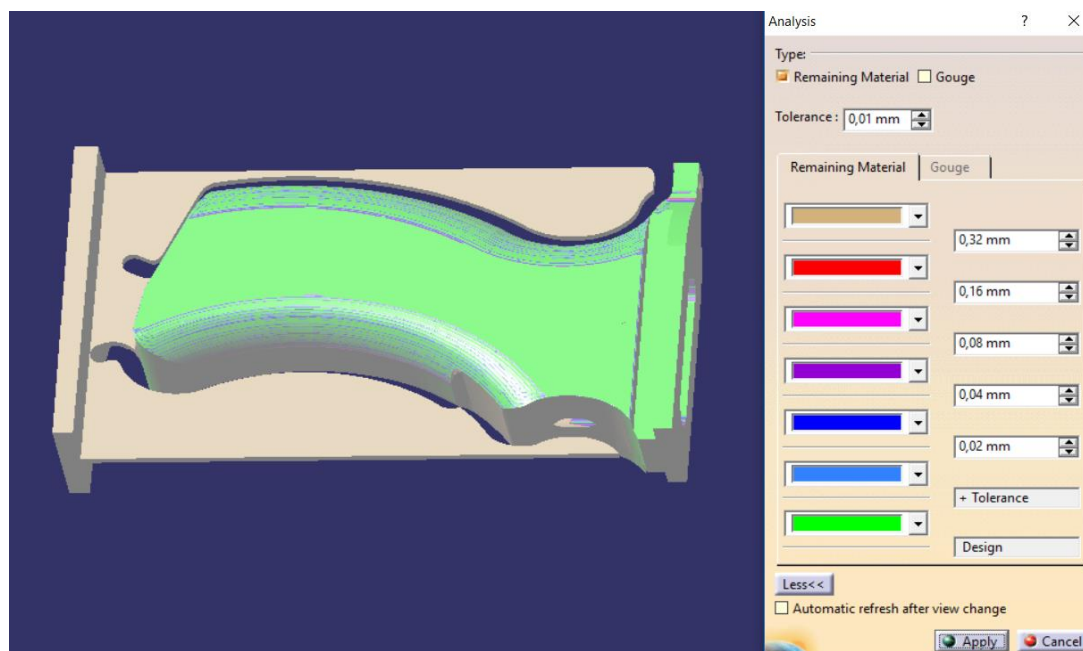 Analysis ? ×
Type:
Remaining Material Gouge
Tolerance : 0,01 mm
Remaining Material Gouge
0,32 mm
0,16 mm
0,08 mm
0,04 mm
0,02 mm
+ Tolerance
Design
Less<<
Automatic refresh after view change
Apply Cancel